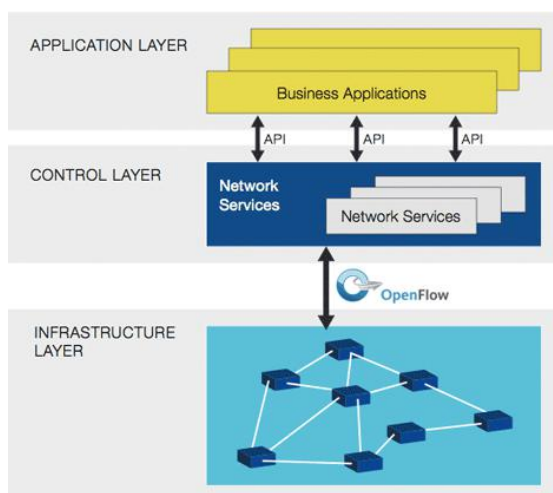 APPLICATION LAYER
Business Applications
API
API
API
CONTROL LAYER
Network
Services
Network Services
OpenFlow
INFRASTRUCTURE
LAYER